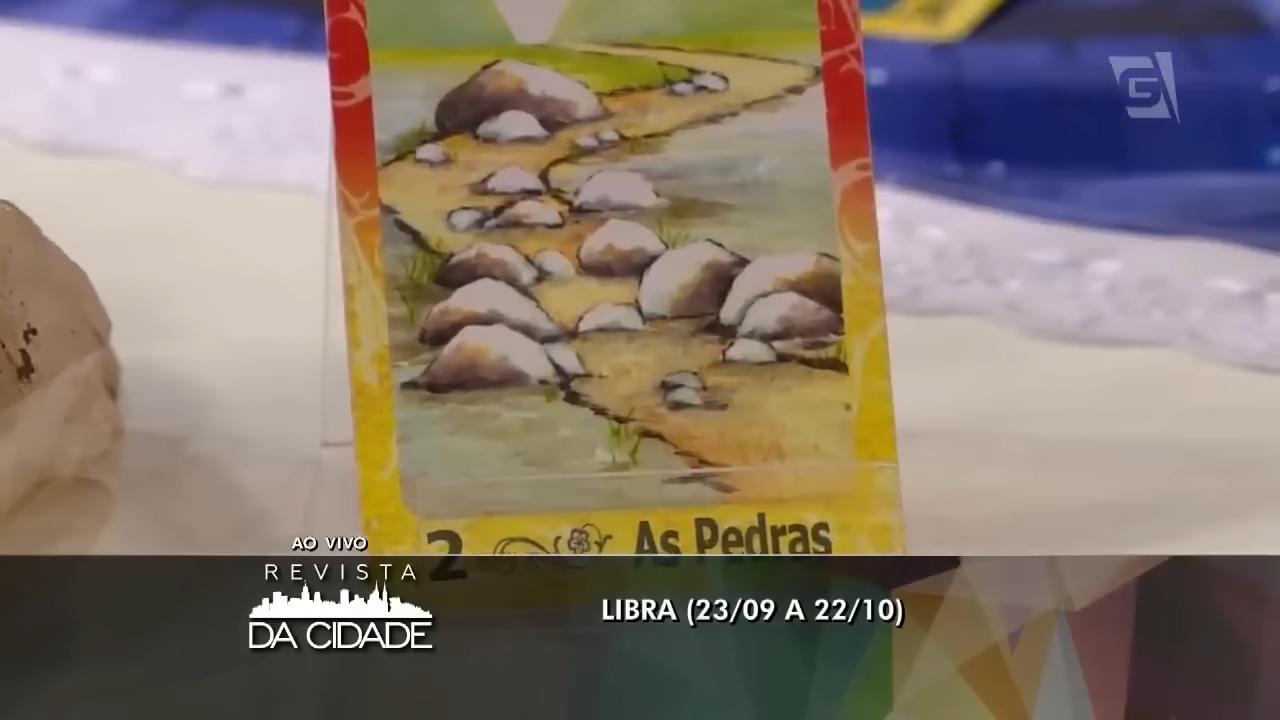 2 As Pedras
AO VIVO
REVISTA
DA CIDADE
LIBRA (23/09 A 22/10)